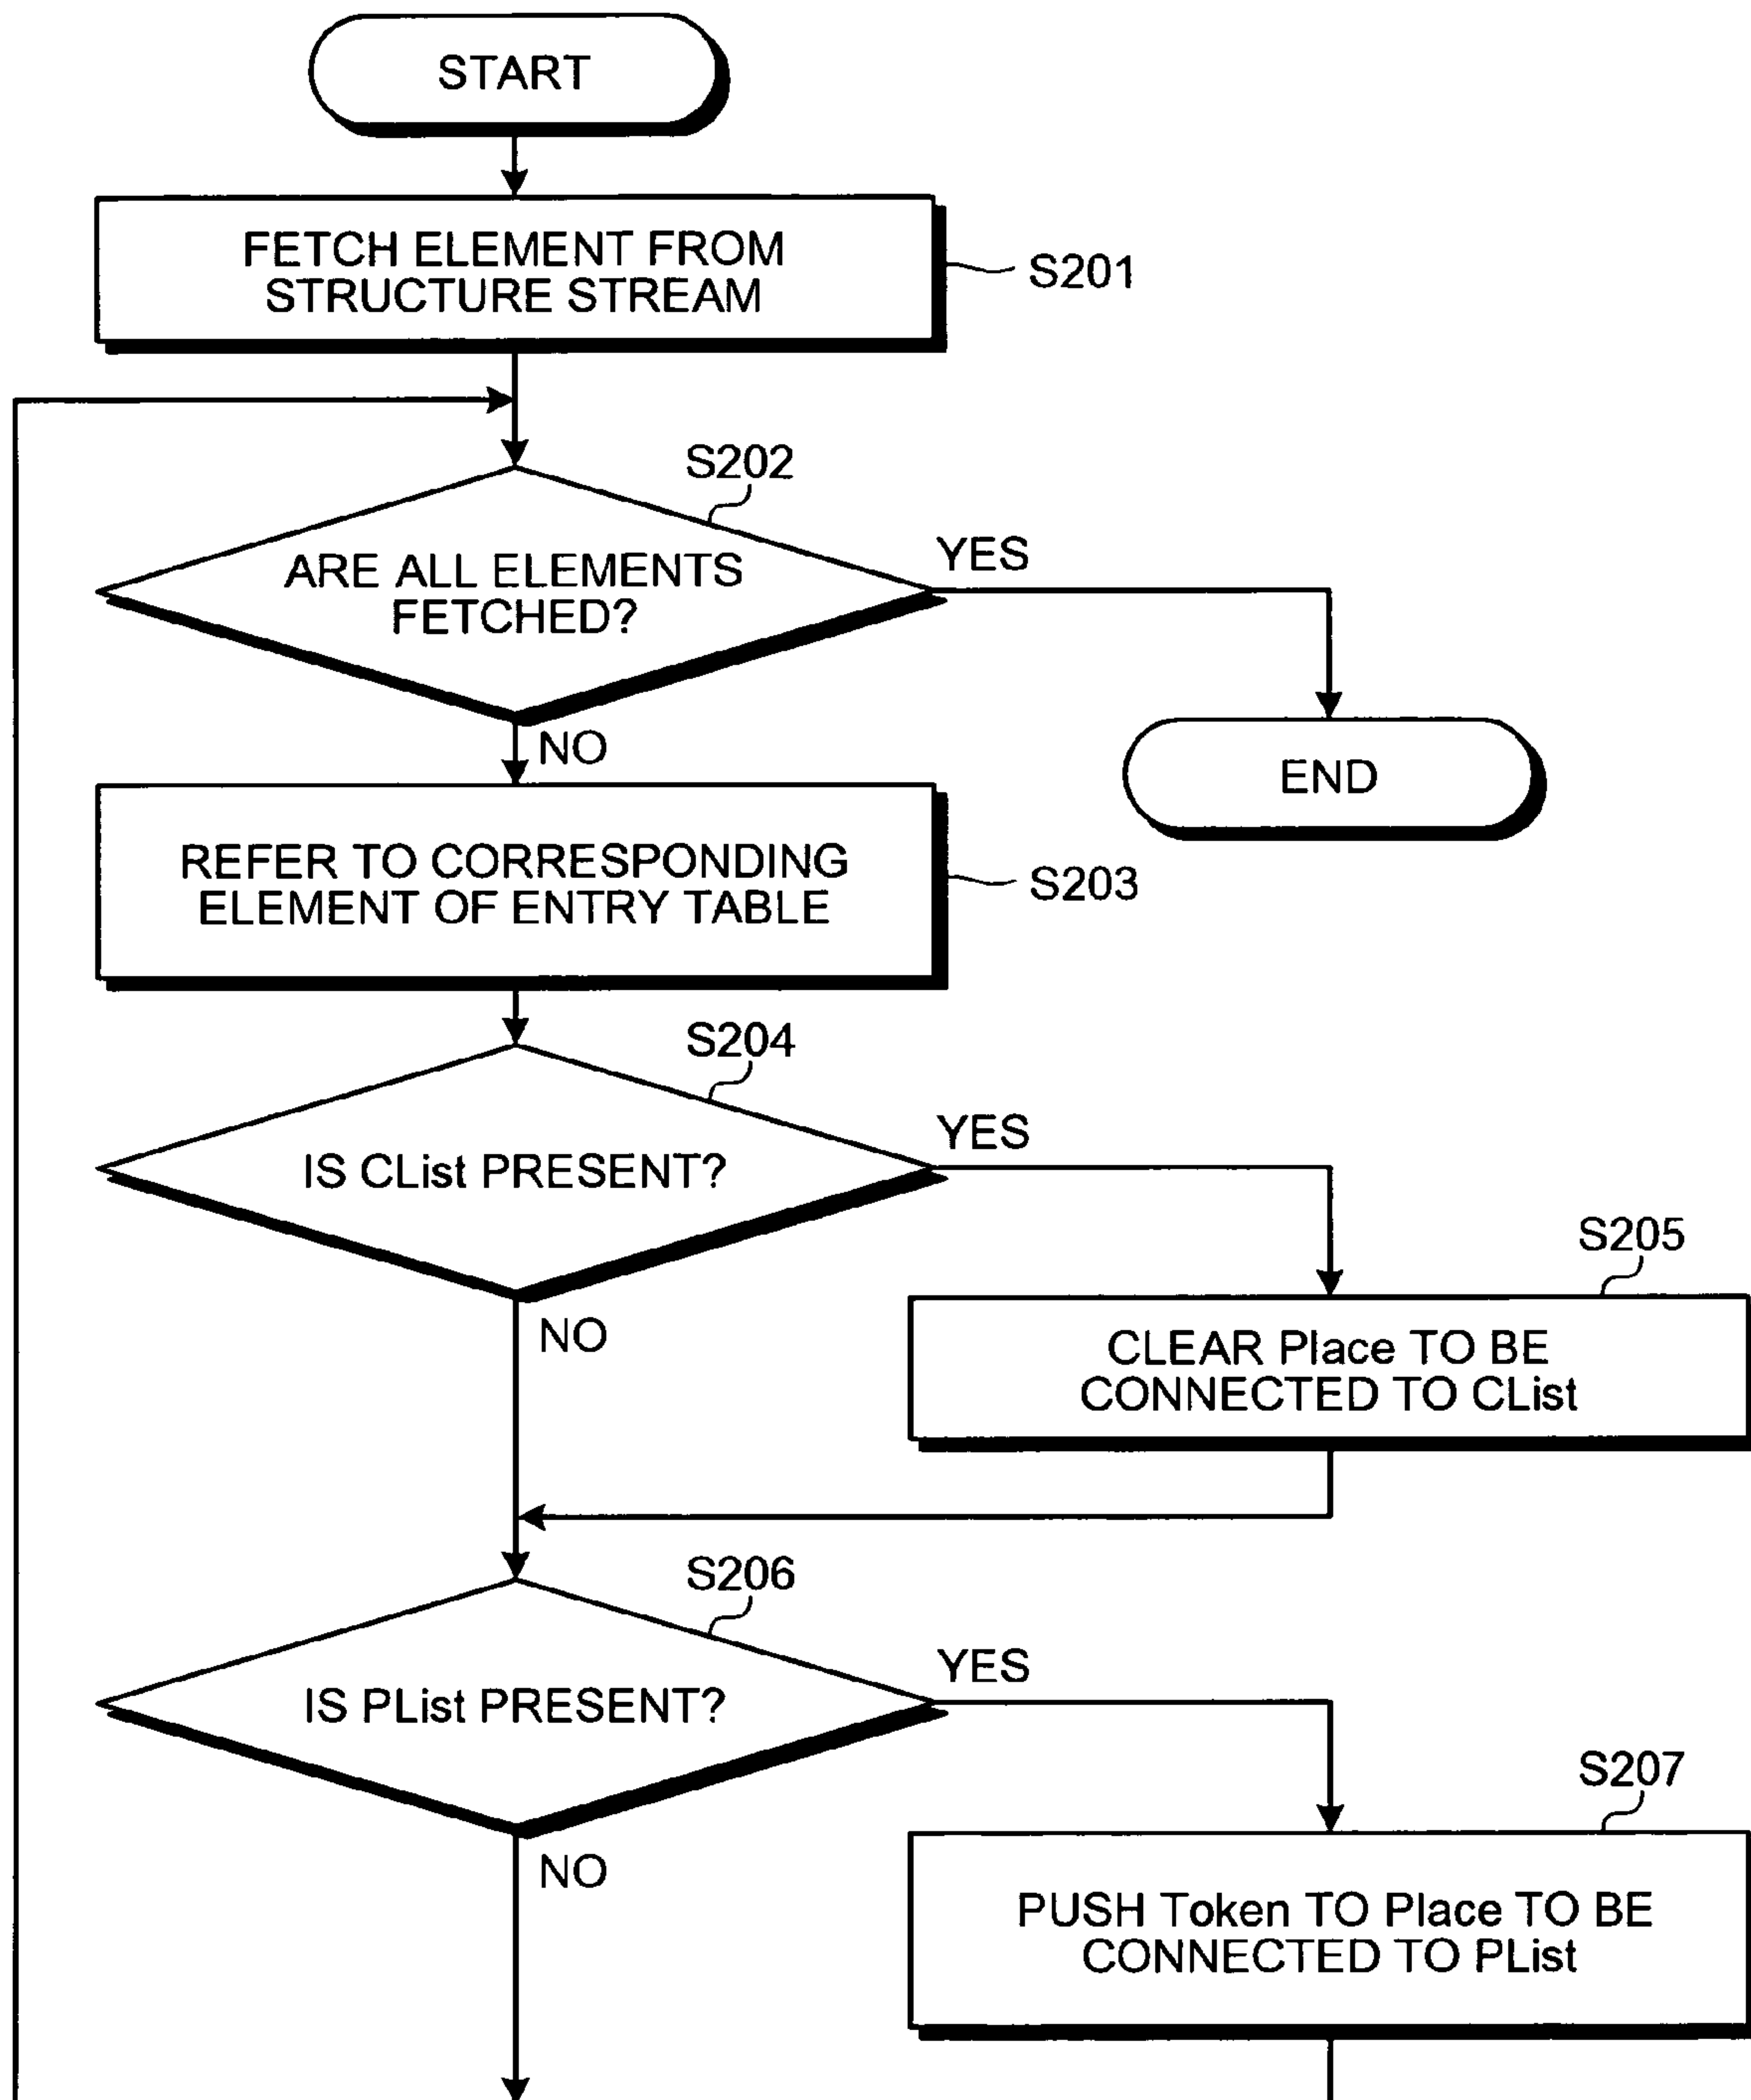 START
FETCH ELEMENT FROM
STRUCTURE STREAM
S201
S202
ARE ALL ELEMENTS
FETCHED?
YES
NO
END
REFER TO CORRESPONDING
ELEMENT OF ENTRY TABLE
S203
S204
IS CList PRESENT?
YES
NO
S205
CLEAR Place TO BE
CONNECTED TO CList
S206
IS PList PRESENT?
YES
NO
S207
PUSH Token TO Place TO BE
CONNECTED TO PList